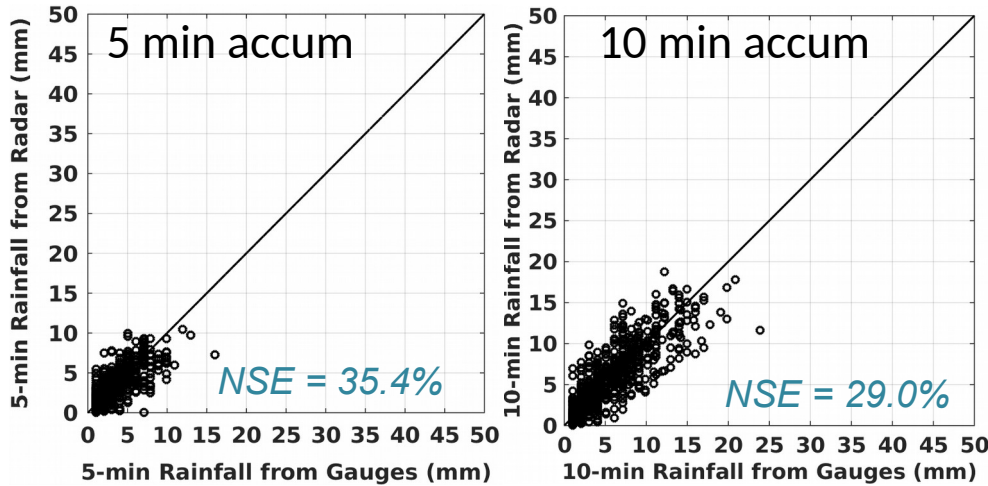 5 min accum
5-min Rainfall from Radar (mm)
50
45
40
35
30
25
20
15
10
5
0
NSE = 35.4%
0 5 10 15 20 25 30 35 40 45 50
5-min Rainfall from Gauges (mm)
10 min accum
10-min Rainfall from Radar (mm)
50
45
40
35
30
25
20
15
10
5
0
NSE = 29.0%
0 5 10 15 20 25 30 35 40 45 50
10-min Rainfall from Gauges (mm)